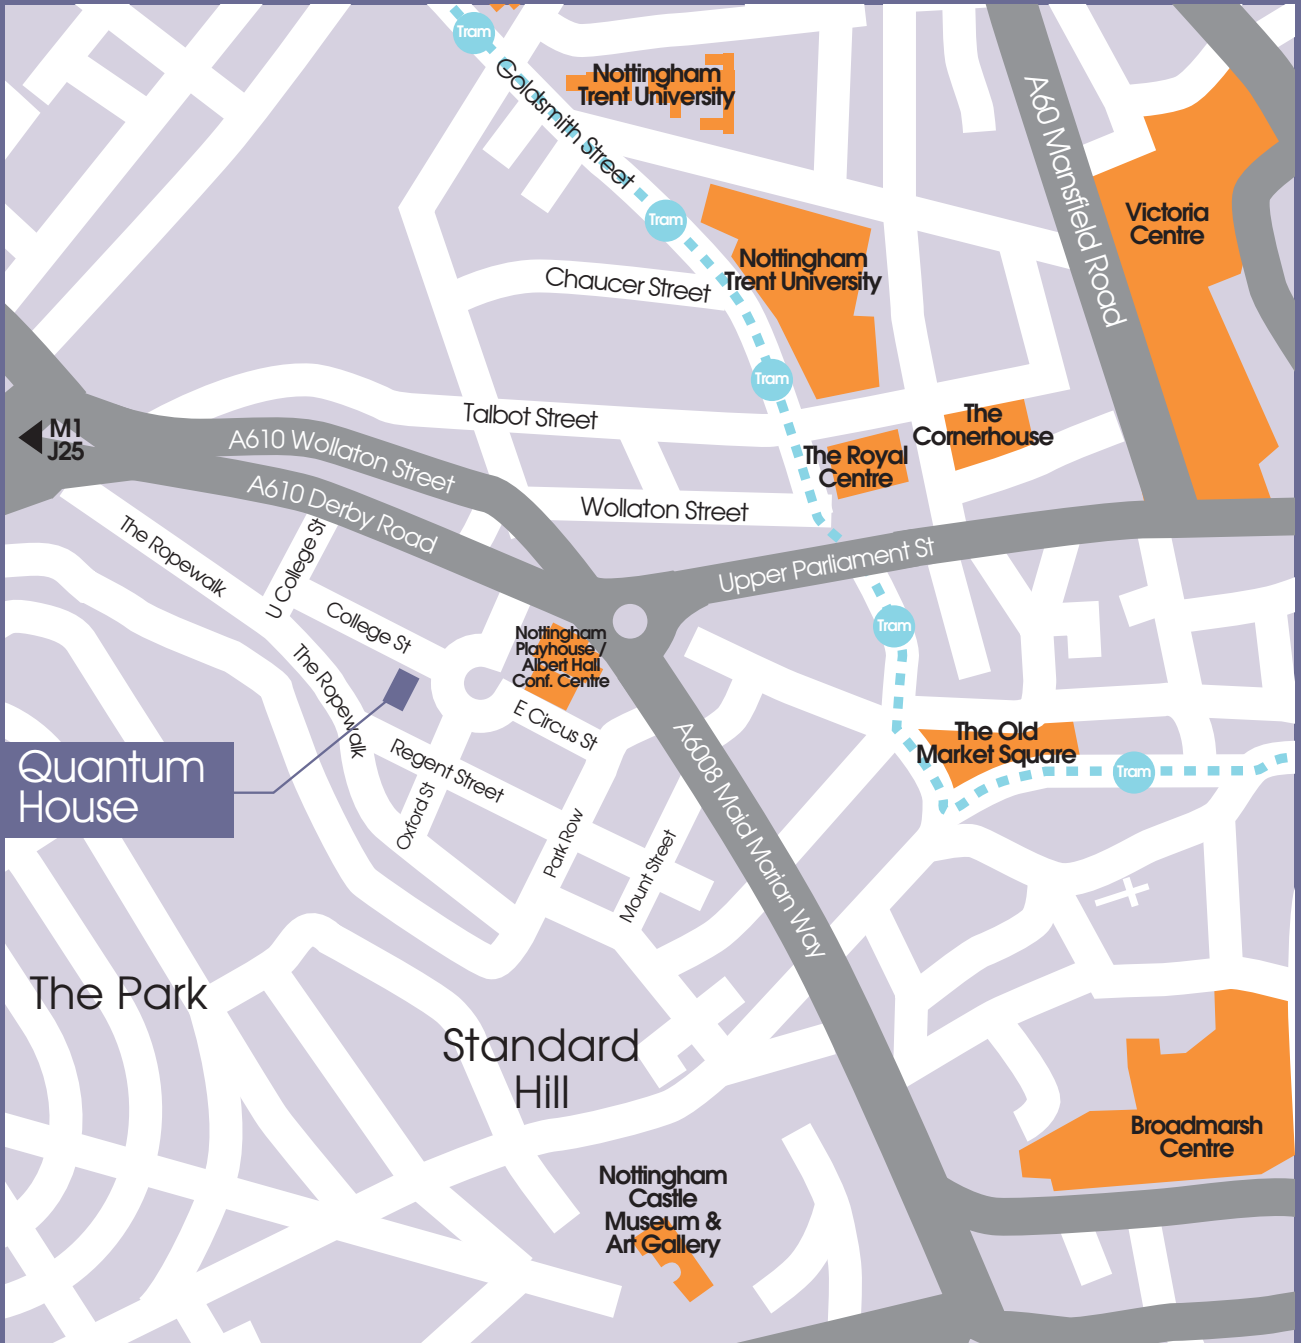 Tram
Goldsmith Street
Nottingham
Trent University
A60 Mansfield Road
Victoria
Centre
Tram
Nottingham
Trent University
Chaucer Street
Tram
Talbot Street
The
Cornerhouse
M1
J25
A610 Wollaton Street
The Royal
Centre
A610 Derby Road
Wollaton Street
The Ropewalk
U College St
Upper Parliament St
College St
Tram
Nottingham
Playhouse /
Albert Hall
Conf. Centre
The Ropewalk
E Circus St
The Old
Market Square
Tram
Quantum
House
Regent Street
Oxford St
A6008 Maid Marian Way
Park Row
Mount Street
The Park
Standard
Hill
Broadmarsh
Centre
Nottingham
Castle
Museum &
Art Gallery